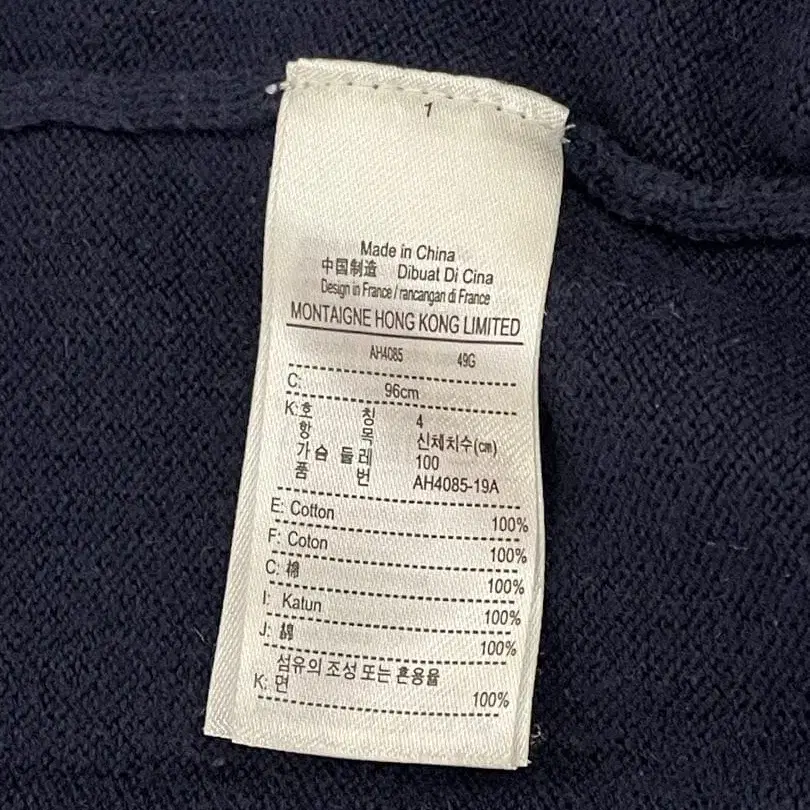 1
Made in China
中国制造 Dibuat Di Cina
Design in France / rancangan di France
MONTAIGNE HONG KONG LIMITED
AH4085 49G
C: 96cm
K:호 칭 4
항 목 신체치수(㎝)
가슴 둘레 100
품 번 AH4085-19A
E: Cotton 100%
F: Coton 100%
C: 棉 100%
I: Katun 100%
J: 綿 100%
섬유의 조성 또는 혼용율
K: 면 100%